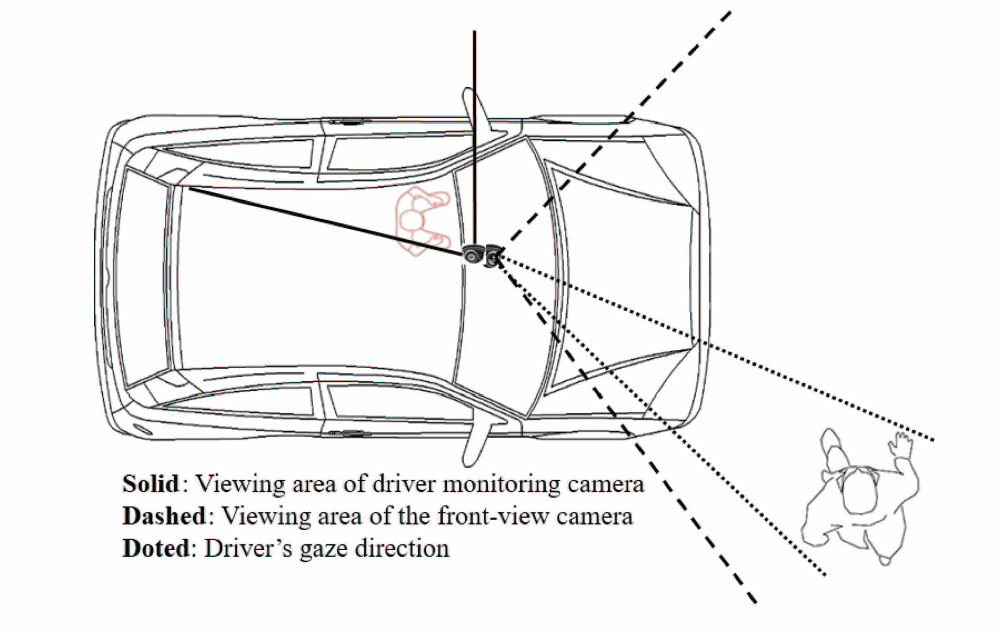 Solid: Viewing area of driver monitoring camera
Dashed: Viewing area of the front-view camera
Doted: Driver's gaze direction